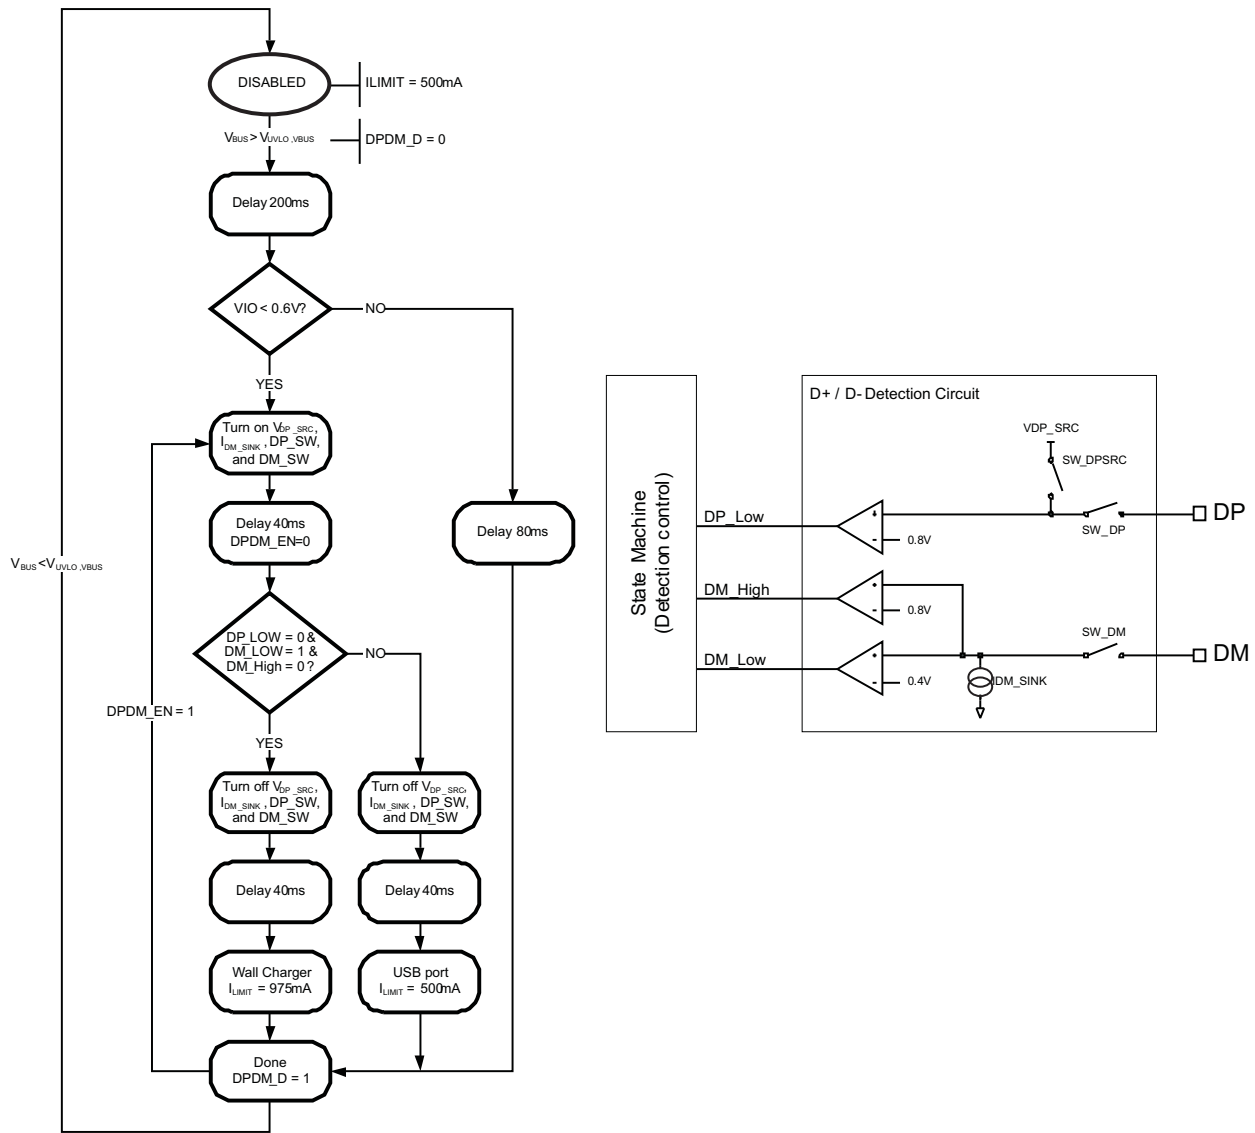 DISABLED
ILIMIT = 500mA
VBUS > VUVLO,VBUS
DPDM_D = 0
Delay 200ms
VIO < 0.6V?
NO
YES
Turn on VDP_SRC,
IDM_SINK, DP_SW,
and DM_SW
Delay 40ms
DPDM_EN=0
Delay 80ms
VBUS<VUVLO,VBUS
DP_LOW = 0 &
DM_LOW = 1 &
DM_High = 0 ?
NO
DPDM_EN = 1
YES
Turn off VDP_SRC,
IDM_SINK, DP_SW,
and DM_SW
Turn off VDP_SRC,
IDM_SINK, DP_SW,
and DM_SW
Delay 40ms
Delay 40ms
Wall Charger
ILIMIT = 975mA
USB port
ILIMIT = 500mA
Done
DPDM_D = 1
State Machine
(Detection control)
D+ / D- Detection Circuit
VDP_SRC
SW_DPSRC
DP_Low
+
-
0.8V
SW_DP
DP
DM_High
+
-
0.8V
SW_DM
DM_Low
+
-
0.4V
IDM_SINK
DM